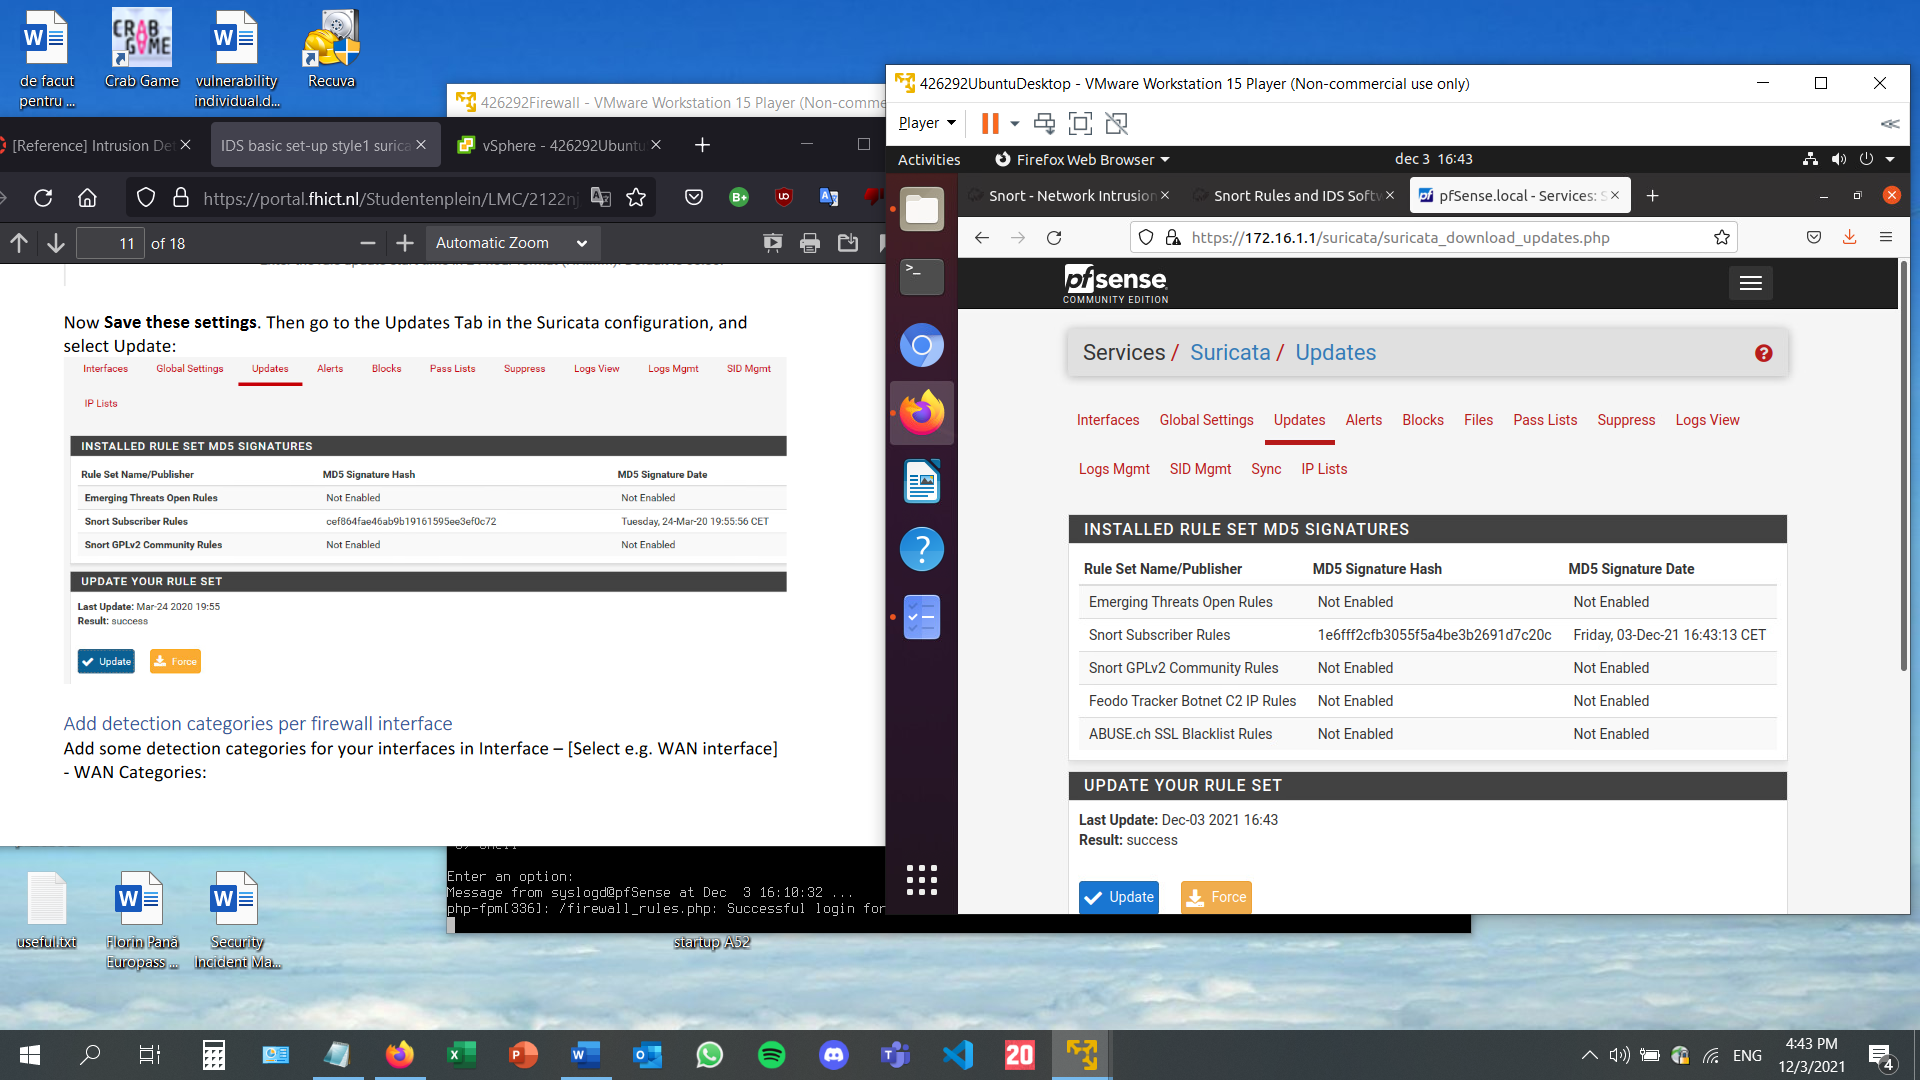 de facut
pentru ...
Crab Game
vulnerability
individual.d...
Recuva
426292Firewall - VMware Workstation 15 Player (Non-comme
[Reference] Intrusion Det
IDS basic set-up style1 surica
vSphere - 426292Ubuntu
https://portal.fhict.nl/Studentenplein/LMC/2122nj
11 of 18
Automatic Zoom
Now Save these settings. Then go to the Updates Tab in the Suricata configuration, and
select Update:
Interfaces Global Settings Updates Alerts Blocks Pass Lists Suppress Logs View Logs Mgmt SID Mgmt
IP Lists
INSTALLED RULE SET MD5 SIGNATURES
Rule Set Name/Publisher MD5 Signature Hash MD5 Signature Date
Emerging Threats Open Rules Not Enabled Not Enabled
Snort Subscriber Rules cef864fae46ab9b19161595ee3ef0c72 Tuesday, 24-Mar-20 19:55:56 CET
Snort GPLv2 Community Rules Not Enabled Not Enabled
UPDATE YOUR RULE SET
Last Update: Mar-24 2020 19:55
Result: success
Update Force
Add detection categories per firewall interface
Add some detection categories for your interfaces in Interface – [Select e.g. WAN interface]
- WAN Categories:
Enter an option:
Message from syslogd@pfSense at Dec 3 16:10:32 ...
php-fpm[336]: /firewall_rules.php: Successful login for
startup A52
useful.txt
Florin Pană
Europass ...
Security
Incident Ma...
426292UbuntuDesktop - VMware Workstation 15 Player (Non-commercial use only)
Player
Activities
Firefox Web Browser
dec 3 16:43
Snort - Network Intrusion
Snort Rules and IDS Softw
pfSense.local - Services: S
https://172.16.1.1/suricata/suricata_download_updates.php
pfsense
COMMUNITY EDITION
Services / Suricata / Updates
Interfaces Global Settings Updates Alerts Blocks Files Pass Lists Suppress Logs View
Logs Mgmt SID Mgmt Sync IP Lists
INSTALLED RULE SET MD5 SIGNATURES
Rule Set Name/Publisher MD5 Signature Hash MD5 Signature Date
Emerging Threats Open Rules Not Enabled Not Enabled
Snort Subscriber Rules 1e6fff2cfb3055f5a4be3b2691d7c20c Friday, 03-Dec-21 16:43:13 CET
Snort GPLv2 Community Rules Not Enabled Not Enabled
Feodo Tracker Botnet C2 IP Rules Not Enabled Not Enabled
ABUSE.ch SSL Blacklist Rules Not Enabled Not Enabled
UPDATE YOUR RULE SET
Last Update: Dec-03 2021 16:43
Result: success
Update Force
20
ENG
4:43 PM
12/3/2021
4